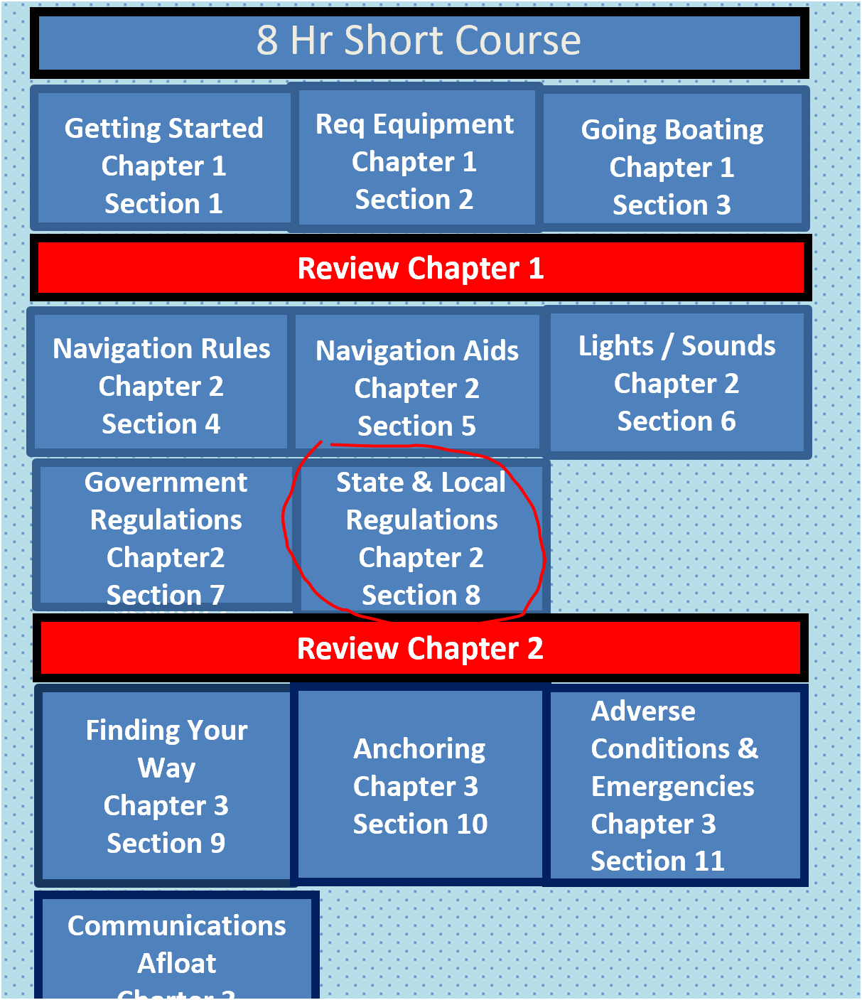 8 Hr Short Course
Getting Started
Chapter 1
Section 1
Req Equipment
Chapter 1
Section 2
Going Boating
Chapter 1
Section 3
Review Chapter 1
Navigation Rules
Chapter 2
Section 4
Navigation Aids
Chapter 2
Section 5
Lights / Sounds
Chapter 2
Section 6
Government
Regulations
Chapter2
Section 7
State & Local
Regulations
Chapter 2
Section 8
Review Chapter 2
Finding Your
Way
Chapter 3
Section 9
Anchoring
Chapter 3
Section 10
Adverse
Conditions &
Emergencies
Chapter 3
Section 11
Communications
Afloat